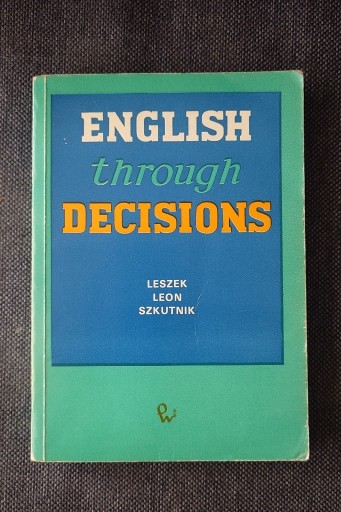 ENGLISH
through
DECISIONS
LESZEK
LEON
SZKUTNIK